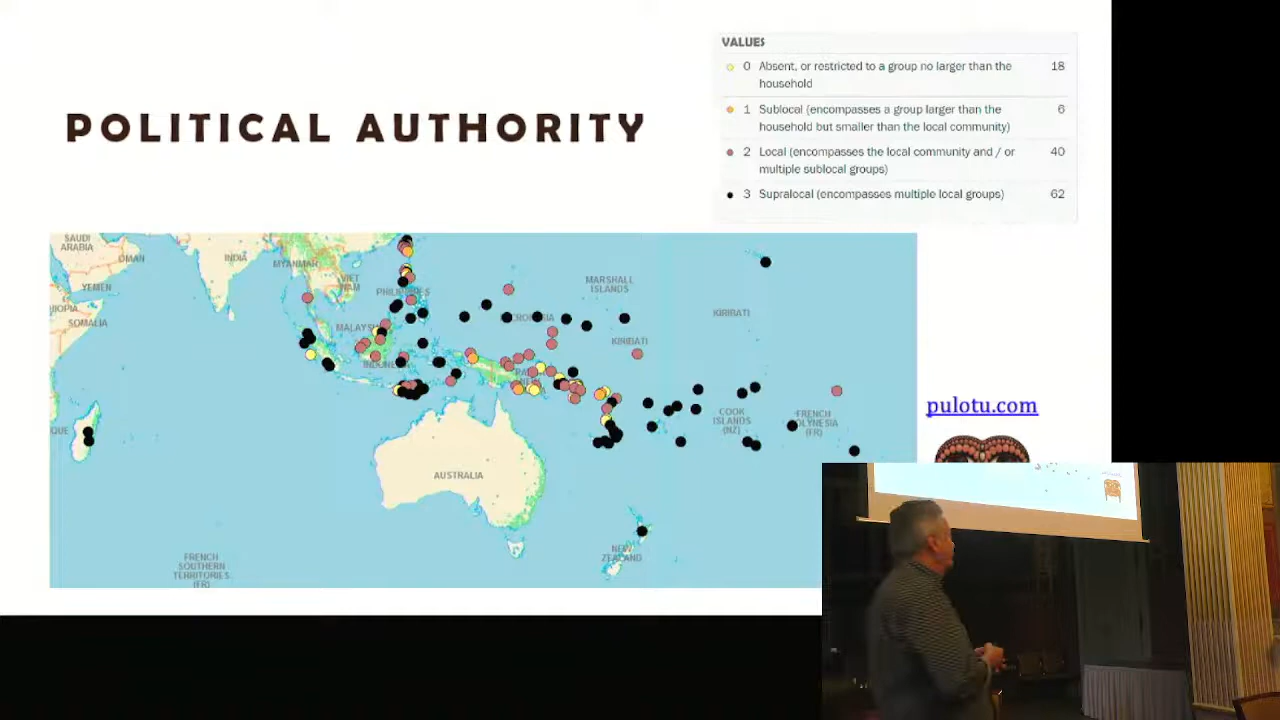 POLITICAL AUTHORITY
VALUES
0 Absent, or restricted to a group no larger than the 18
household
1 Sublocal (encompasses a group larger than the 6
household but smaller than the local community)
2 Local (encompasses the local community and / or 40
multiple sublocal groups)
3 Supralocal (encompasses multiple local groups) 62
SAUDI
ARABIA
OMAN
YEMEN
SOMALIA
INDIA
MYANMAR
VIET
NAM
MALAYSIA
MARSHALL
ISLANDS
KIRIBATI
KIRIBATI
AUSTRALIA
COOK
ISLANDS
(NZ)
FRENCH
(FR)
NEW
ZEALAND
FRENCH
SOUTHERN
TERRITORIES
(FR)
pulotu.com